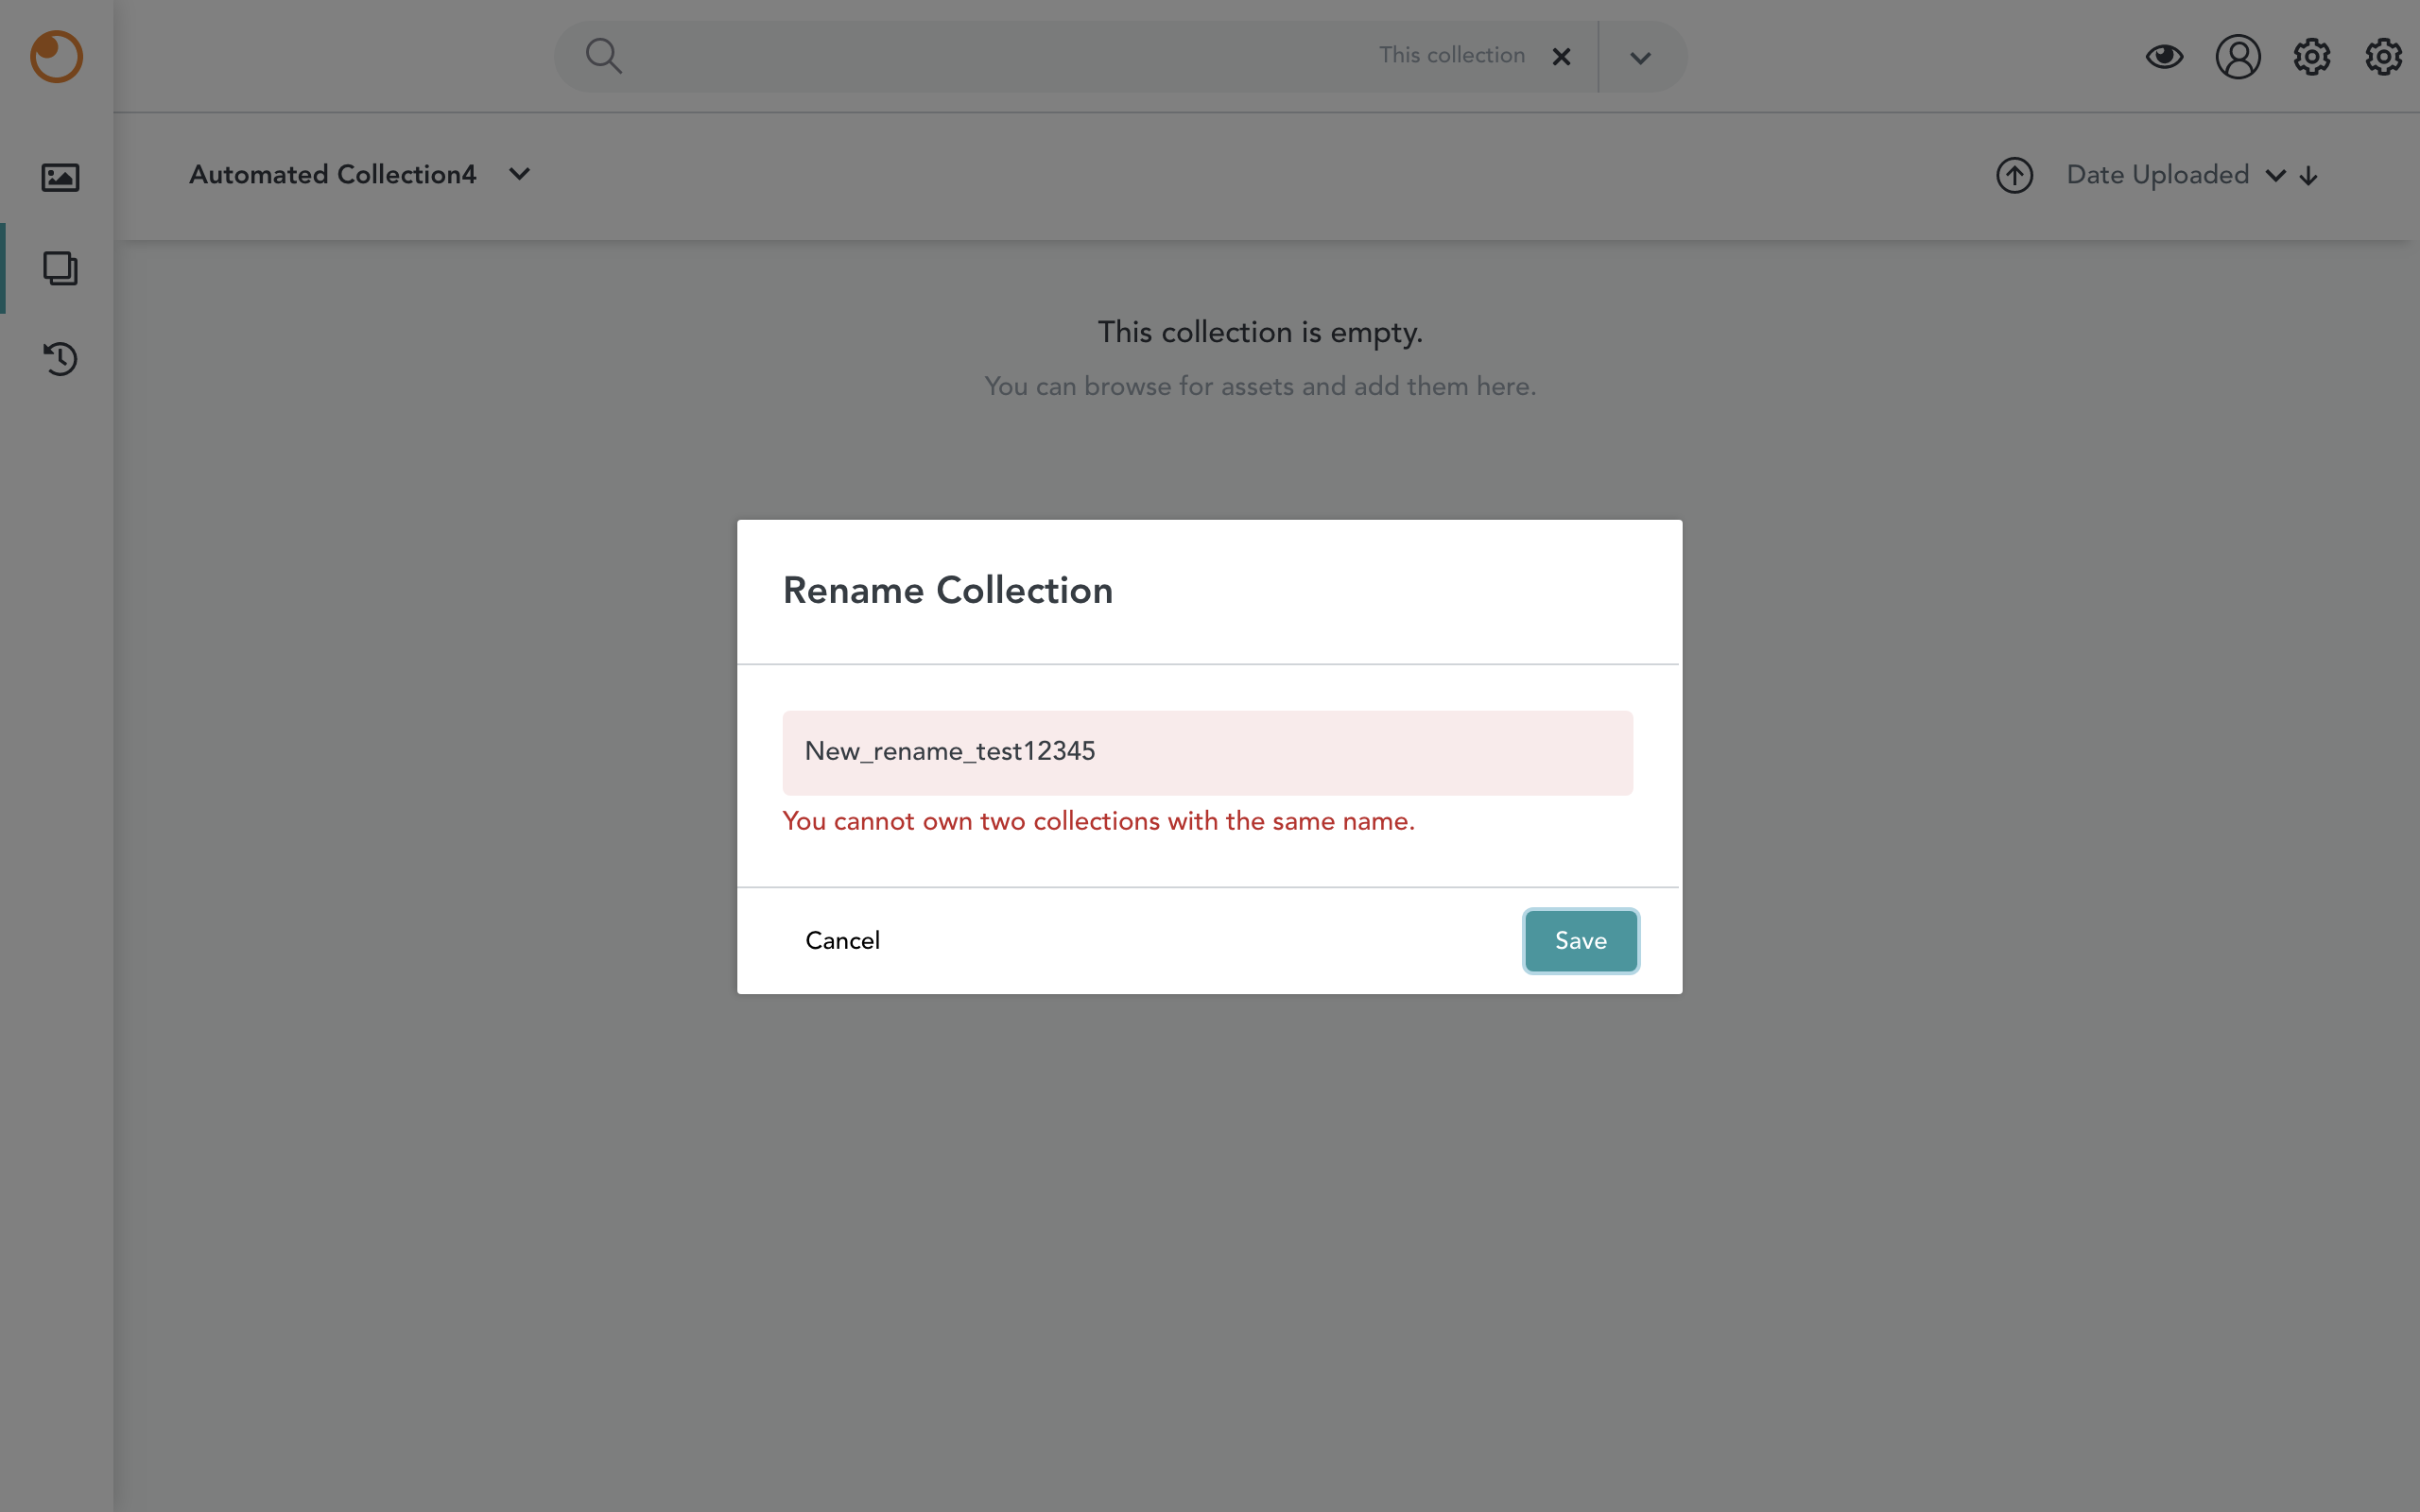 This collection
Automated Collection4
Date Uploaded
This collection is empty.
You can browse for assets and add them here.
Rename Collection
New_rename_test12345
You cannot own two collections with the same name.
Cancel
Save